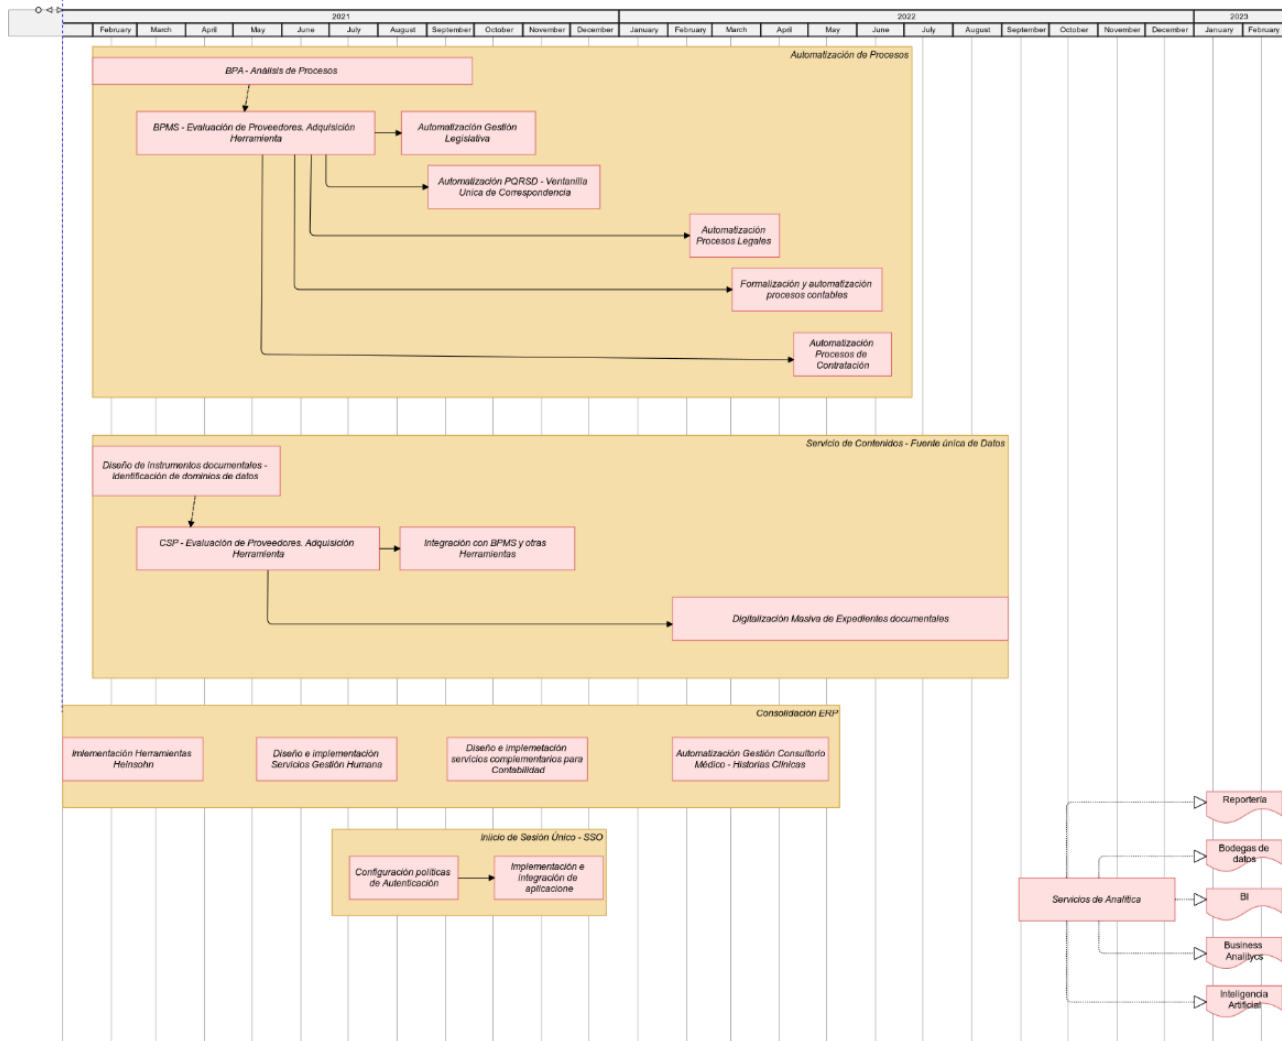 2021
2022
2023
February
March
April
May
June
July
August
September
October
November
December
January
February
March
April
May
June
July
August
September
October
November
December
January
February
Automatización de Procesos
BPA - Análisis de Procesos
BPMS - Evaluación de Proveedores. Adquisición
Herramienta
Automatización Gestión
Legislativa
Automatización PQRSD - Ventanilla
Unica de Correspondencia
Automatización
Procesos Legales
Formalización y automatización
procesos contables
Automatización
Procesos de
Contratación
Servicio de Contenidos - Fuente única de Datos
Diseño de instrumentos documentales -
Identificación de dominios de datos
CSP - Evaluación de Proveedores. Adquisición
Herramienta
Integración con BPMS y otras
Herramientas
Digitalización Masiva de Expedientes documentales
Consolidación ERP
Imlementación Herramientas
Heinsohn
Diseño e implementación
Servicios Gestión Humana
Diseño e implemetación
servicios complementarios para
Contabilidad
Automatización Gestión Consultorio
Médico - Historias Clínicas
Iniicio de Sesión Único - SSO
Configuración políticas
de Autenticación
Implementación e
integración de
aplicacione
Servicios de Analítica
Reportería
Bodegas de
datos
BI
Business
Analitycs
Inteligencia
Artificial